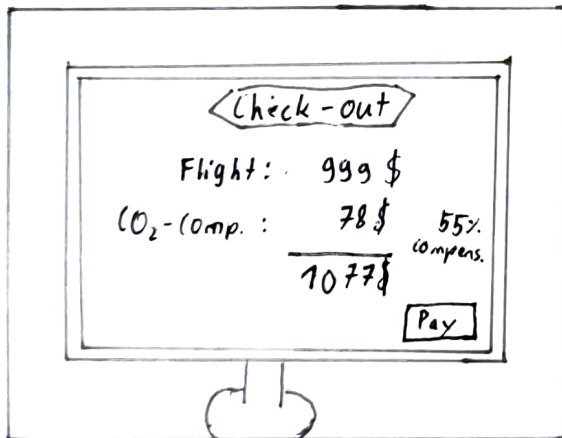 Check-out
Flight: 999 $
CO₂-Comp.: 78 $ 55% compens.
1077$
Pay